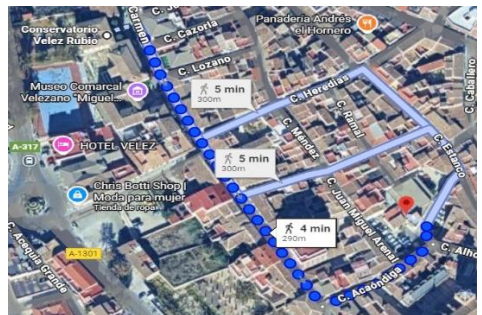 Conservatorio
Velez Rubio
Carmen
C. Cazorla
Panadería Andrés
el Hornero
C. Lozano
C. Caballero
Museo Comarcal
Velezano "Miguel...
5 min
300m
C. Heredias
C. Ramal
C. Méndez
A-317
HOTEL VELEZ
5 min
300m
C. Estanco
Chris Botti Shop |
Moda para mujer
Tienda de ropa
C. Juan Miguel Arenal
4 min
290m
C. Alho
A-1301
C. Acequia Grande
C. Acaóndiga